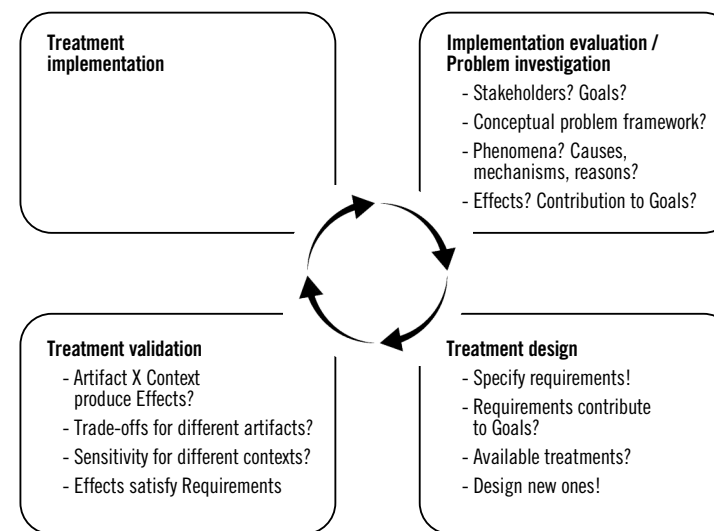 Treatment
implementation
Implementation evaluation /
Problem investigation
- Stakeholders? Goals?
- Conceptual problem framework?
- Phenomena? Causes,
mechanisms, reasons?
- Effects? Contribution to Goals?
Treatment validation
- Artifact X Context
produce Effects?
- Trade-offs for different artifacts?
- Sensitivity for different contexts?
- Effects satisfy Requirements
Treatment design
- Specify requirements!
- Requirements contribute
to Goals?
- Available treatments?
- Design new ones!